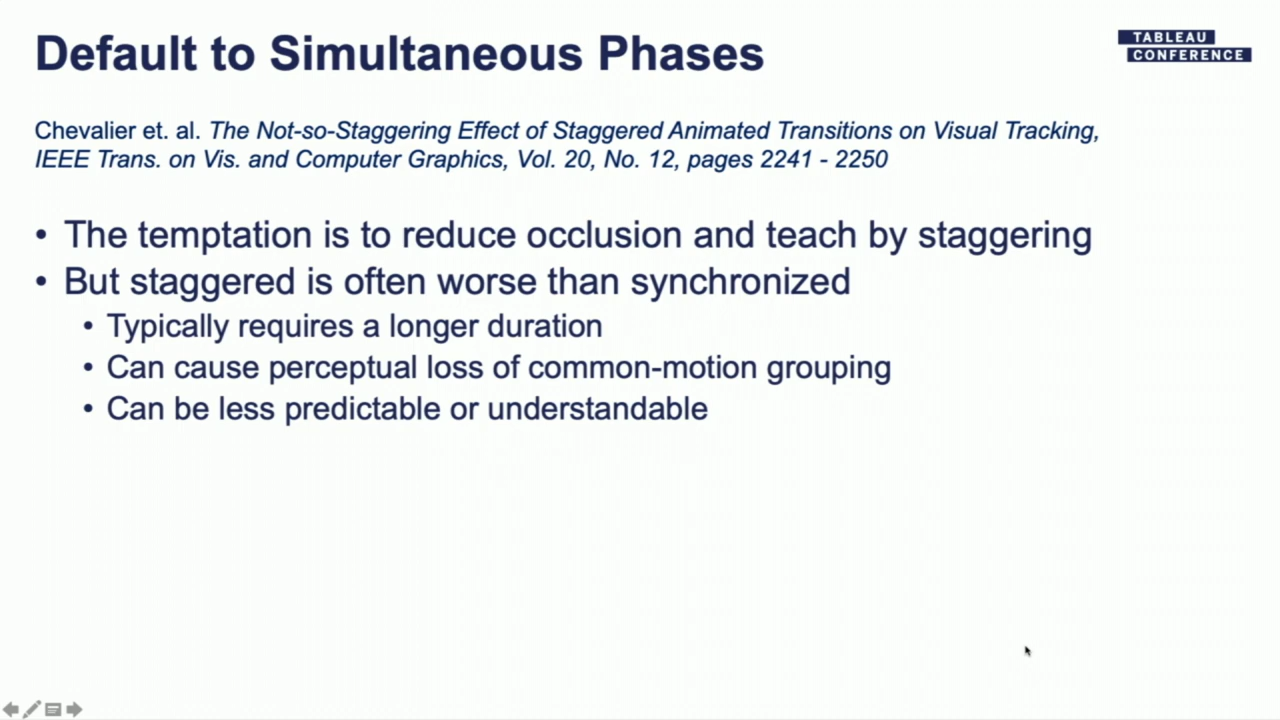 Default to Simultaneous Phases
TABLEAU
CONFERENCE
Chevalier et. al. The Not-so-Staggering Effect of Staggered Animated Transitions on Visual Tracking,
IEEE Trans. on Vis. and Computer Graphics, Vol. 20, No. 12, pages 2241 - 2250
• The temptation is to reduce occlusion and teach by staggering
• But staggered is often worse than synchronized
• Typically requires a longer duration
• Can cause perceptual loss of common-motion grouping
• Can be less predictable or understandable